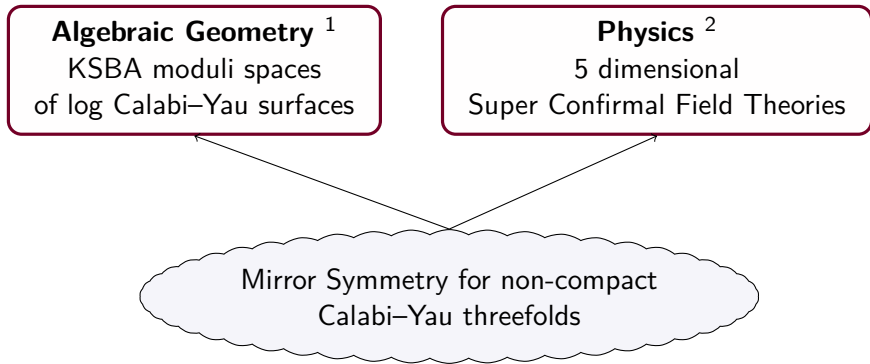 Algebraic Geometry 1
KSBA moduli spaces
of log Calabi–Yau surfaces
Physics 2
5 dimensional
Super Confirmal Field Theories
Mirror Symmetry for non-compact
Calabi–Yau threefolds